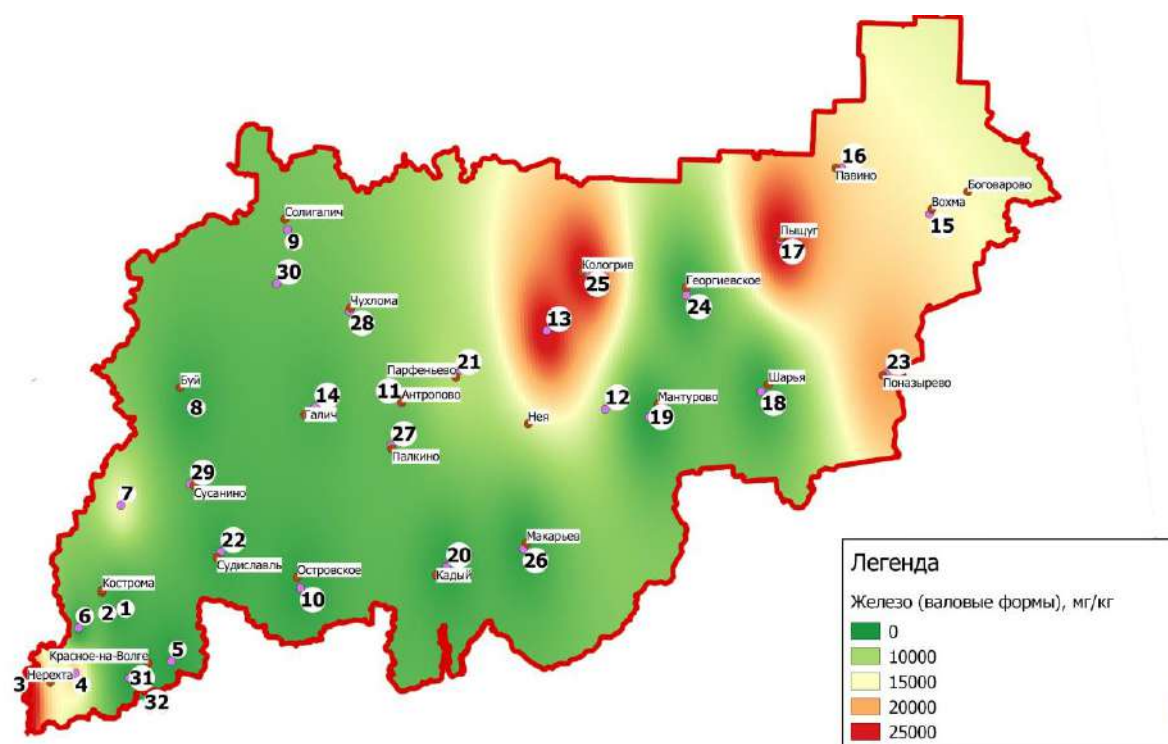 16
Павино
Боговарово
Вохма
15
Солигалич
9
Пыщуг
17
30
Кологрив
25
Георгиевское
24
Чухлома
28
13
21
Парфеньево
23
Поназырево
Буй
8
14
Галич
11
Антропово
12
Мантурово
19
Шарья
18
Нея
27
Палкино
29
Сусанино
7
22
Судиславль
Макарьев
26
20
Кадый
Островское
10
Кострома
6
2
1
Красное-на-Волге
5
3
Нерехта
4
31
32
Легенда
Железо (валовые формы), мг/кг
0
10000
15000
20000
25000